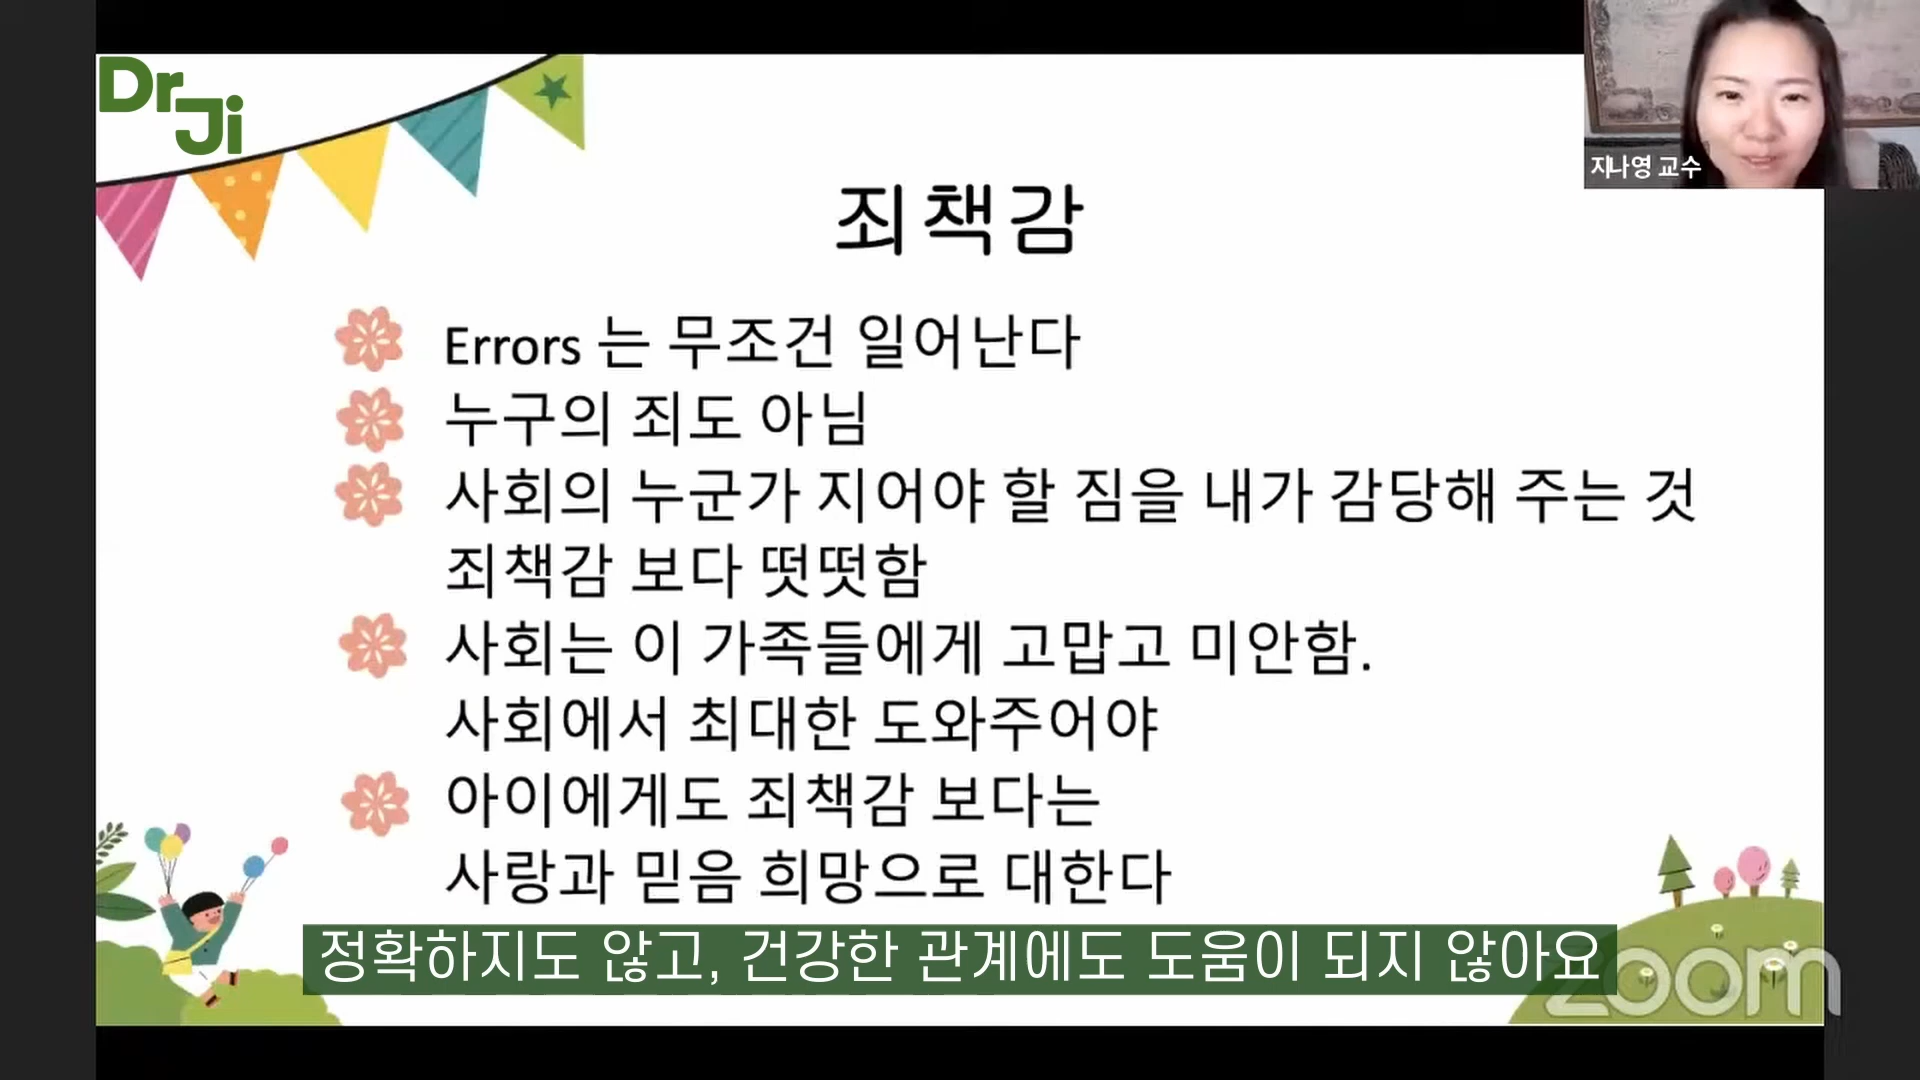 Dr
Ji
지나영 교수
죄책감
Errors 는 무조건 일어난다
누구의 죄도 아님
사회의 누군가 지어야 할 짐을 내가 감당해 주는 것
죄책감 보다 떳떳함
사회는 이 가족들에게 고맙고 미안함.
사회에서 최대한 도와주어야
아이에게도 죄책감 보다는
사랑과 믿음 희망으로 대한다
정확하지도 않고, 건강한 관계에도 도움이 되지 않아요
zoom